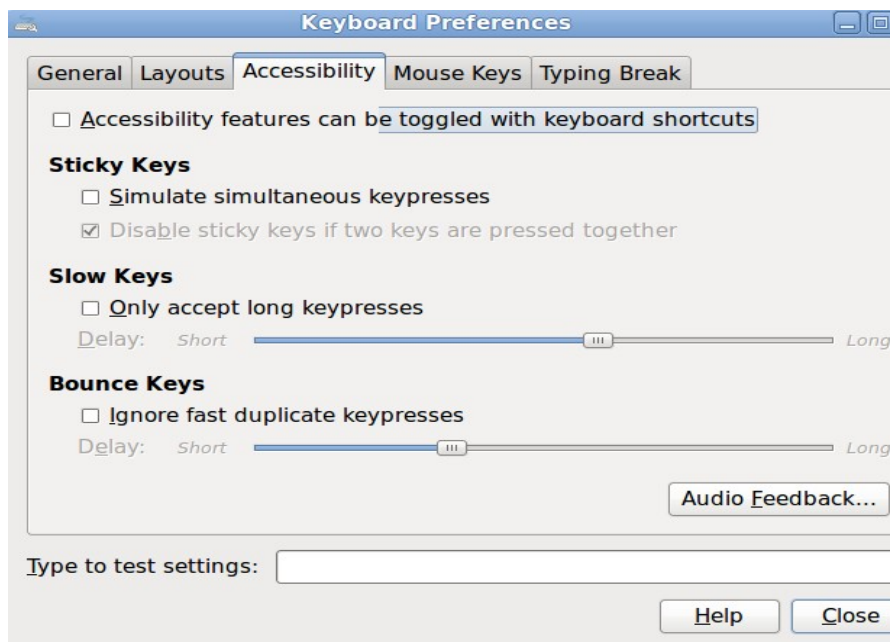 Keyboard Preferences
General Layouts Accessibility Mouse Keys Typing Break
Accessibility features can be toggled with keyboard shortcuts
Sticky Keys
Simulate simultaneous keypresses
Disable sticky keys if two keys are pressed together
Slow Keys
Only accept long keypresses
Delay: Short Long
Bounce Keys
Ignore fast duplicate keypresses
Delay: Short Long
Audio Feedback...
Type to test settings:
Help Close